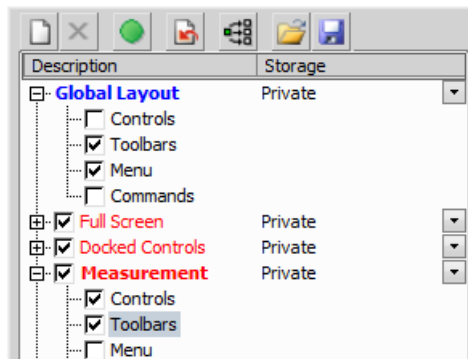 Description Storage
Global Layout Private
Controls
Toolbars
Menu
Commands
Full Screen Private
Docked Controls Private
Measurement Private
Controls
Toolbars
Menu